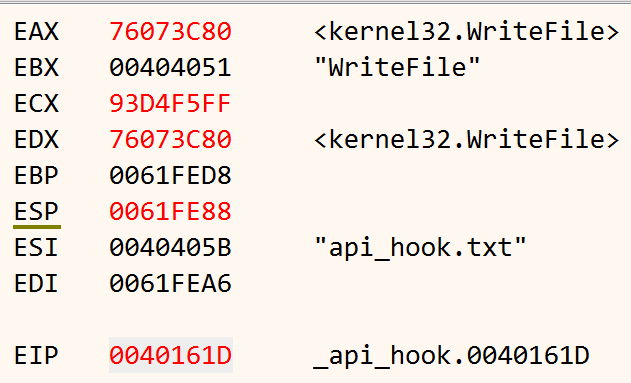 EAX 76073C80 <kernel32.WriteFile>
EBX 00404051 "WriteFile"
ECX 93D4F5FF
EDX 76073C80 <kernel32.WriteFile>
EBP 0061FED8
ESP 0061FE88
ESI 0040405B "api_hook.txt"
EDI 0061FEA6
EIP 0040161D _api_hook.0040161D